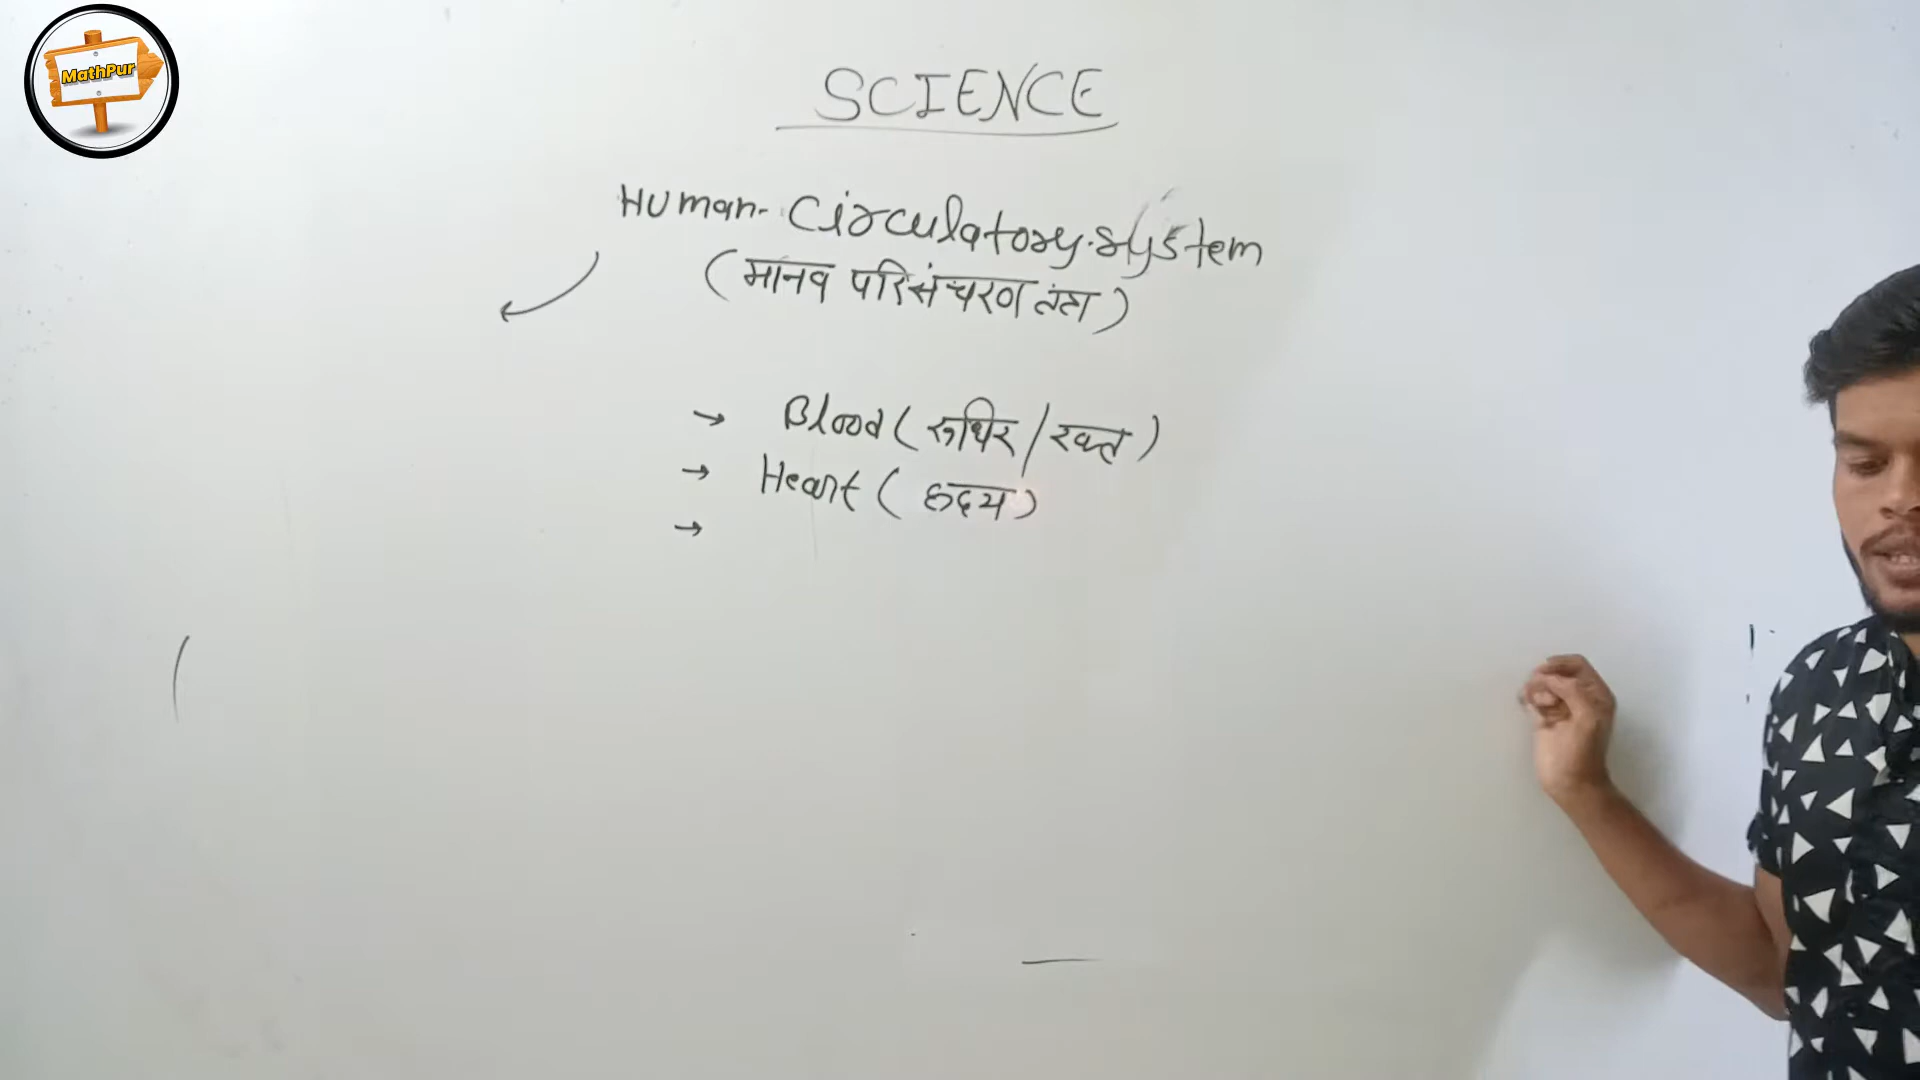 MathPur
SCIENCE
Human- Circulatory.system
(मानव परिसंचरण तंत्र)
→ Blood (रूधिर/रक्त)
→ Heart (हृदय)
→